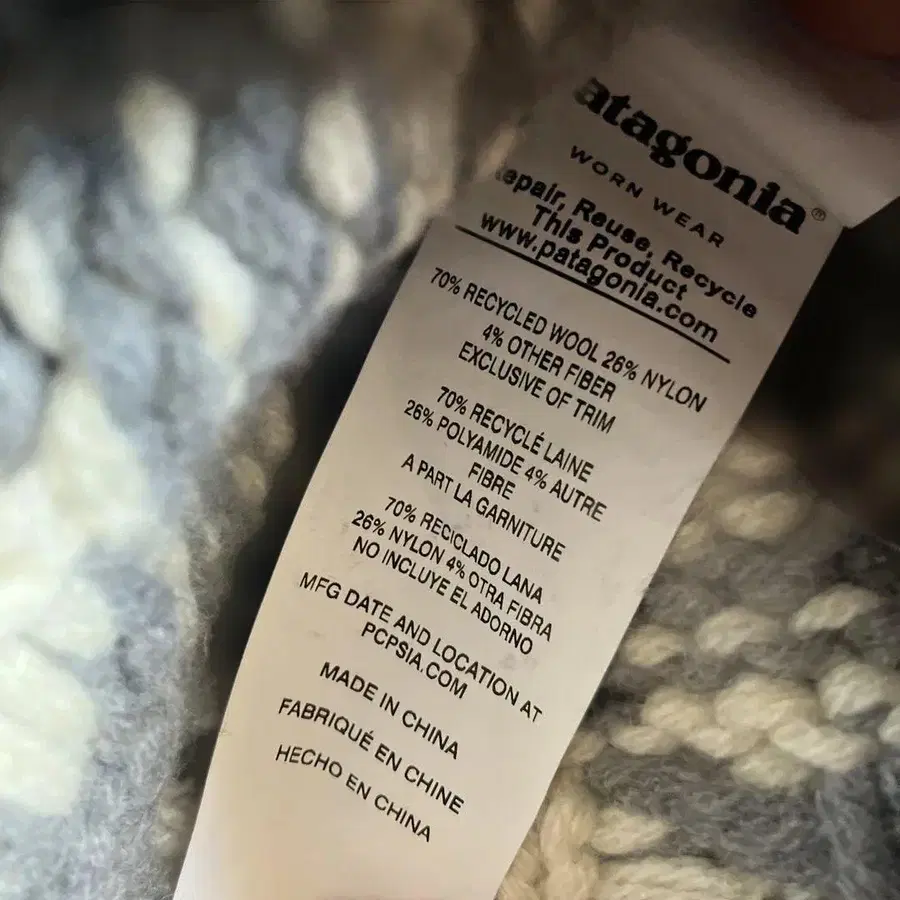 atagonia®
WORN WEAR
epair, Reuse, Recycle
This Product
www.patagonia.com
70% RECYCLED WOOL 26% NYLON
4% OTHER FIBER
EXCLUSIVE OF TRIM
70% RECYCLÉ LAINE
26% POLYAMIDE 4% AUTRE
FIBRE
A PART LA GARNITURE
70% RECICLADO LANA
26% NYLON 4% OTRA FIBRA
NO INCLUYE EL ADORNO
MFG DATE AND LOCATION AT
PCPSIA.COM
MADE IN CHINA
FABRIQUÉ EN CHINE
HECHO EN CHINA